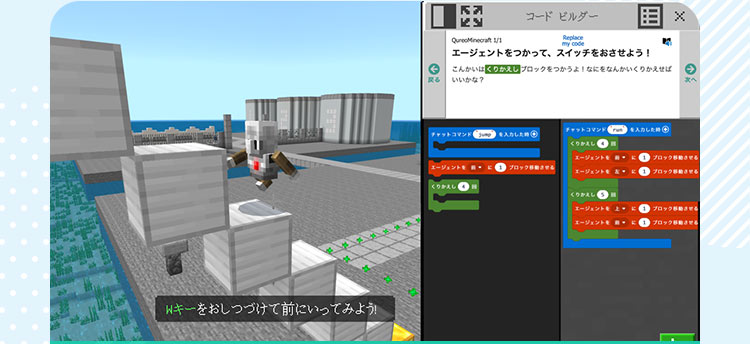 Wキーをおしつづけて前にいってみよう!
コード ビルダー
QureoMinecraft 1/1
Replace
my code
エージェントをつかって、スイッチをおさせよう！
こんかいはくりかえしブロックをつかうよ！なにをなんかいくりかえせば
いいかな？
戻る
次へ
チャットコマンド jump を入力した時
エージェントを 前 に 1 ブロック移動させる
くりかえし 4 回
チャットコマンド run を入力した時
くりかえし 4 回
エージェントを 前 に 1 ブロック移動させる
エージェントを 左 に 1 ブロック移動させる
くりかえし 5 回
エージェントを 上 に 1 ブロック移動させる
エージェントを 前 に 1 ブロック移動させる